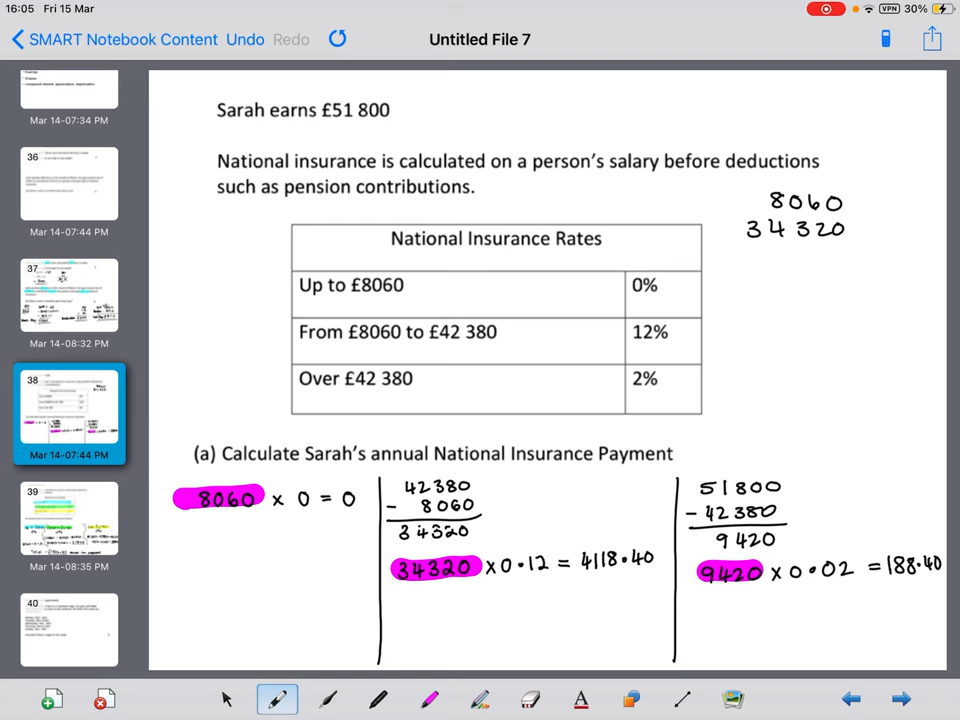 16:05 Fri 15 Mar
VPN 30%
SMART Notebook Content Undo Redo
Untitled File 7
Mar 14-07:34 PM
36
Mar 14-07:44 PM
37
Mar 14-08:32 PM
38
Mar 14-07:44 PM
39
Mar 14-08:35 PM
40
Sarah earns £51 800
National insurance is calculated on a person's salary before deductions
such as pension contributions.
8060
34320
National Insurance Rates
Up to £8060 0%
From £8060 to £42 380 12%
Over £42 380 2%
(a) Calculate Sarah's annual National Insurance Payment
8060 x 0 = 0
42380
- 8060
34320
34320 x 0.12 = 4118.40
51800
- 42380
9420
9420 x 0.02 = 188.40
A